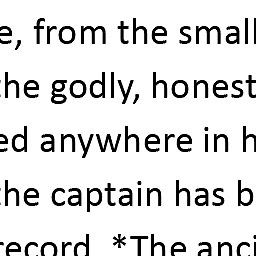 e, from the small
the godly, honest
ed anywhere in h
the captain has b
record. *The anci